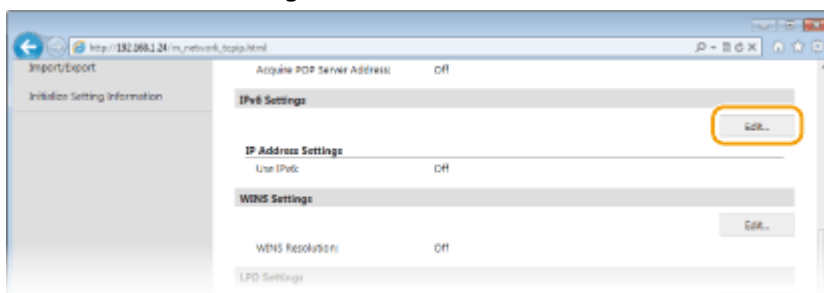 http://192.168.1.24/m_network_tcpip.html
Import/Export
Acquire POP Server Address: Off
Initialize Setting Information
IPv6 Settings
Edit...
IP Address Settings
Use IPv6: Off
WINS Settings
Edit...
WINS Resolution: Off
LPD Settings